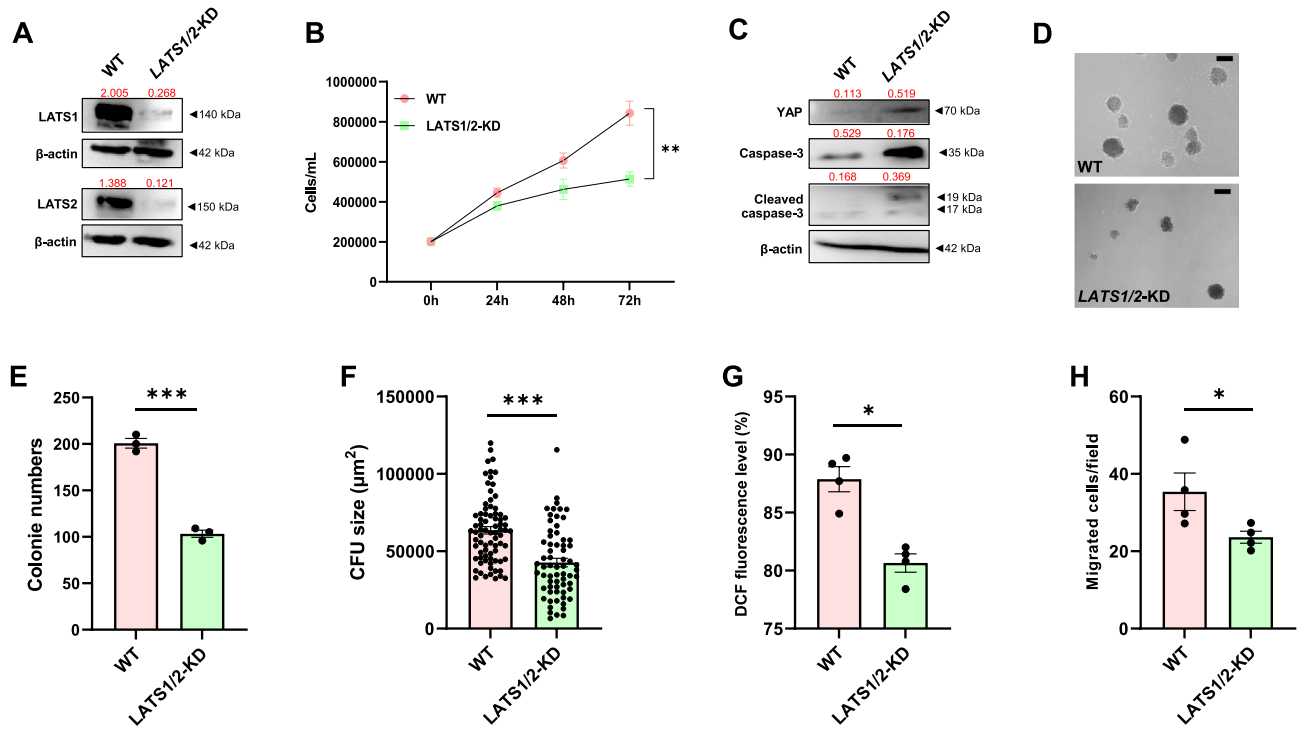 A
WT
LATS1/2-KD
2.005 0.268
LATS1
◄140 kDa
β-actin
◄42 kDa
1.388 0.121
LATS2
◄150 kDa
β-actin
◄42 kDa
B
Cells/mL
1000000
800000
600000
400000
200000
0
0h 24h 48h 72h
WT
LATS1/2-KD
**
C
WT
LATS1/2-KD
0.113 0.519
YAP
◄70 kDa
0.529 0.176
Caspase-3
◄35 kDa
0.168 0.369
Cleaved
caspase-3
◄19 kDa
◄17 kDa
β-actin
◄42 kDa
D
WT
LATS1/2-KD
E
Colonie numbers
250
200
150
100
50
0
***
WT
LATS1/2-KD
F
CFU size (μm²)
150000
100000
50000
0
***
WT
LATS1/2-KD
G
DCF fluorescence level (%)
95
90
85
80
75
*
WT
LATS1/2-KD
H
Migrated cells/field
60
40
20
0
*
WT
LATS1/2-KD